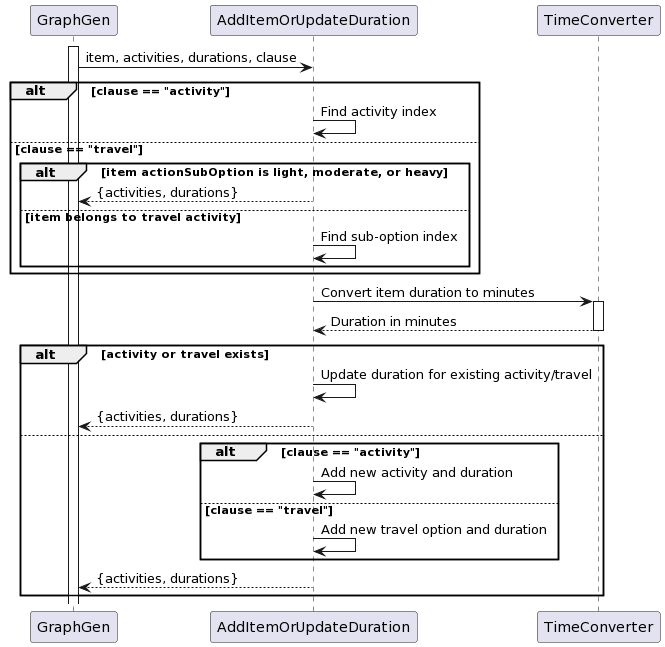 GraphGen AddItemOrUpdateDuration TimeConverter
item, activities, durations, clause
alt [clause == "activity"]
Find activity index
[clause == "travel"]
alt [item actionSubOption is light, moderate, or heavy]
{activities, durations}
[item belongs to travel activity]
Find sub-option index
Convert item duration to minutes
Duration in minutes
alt [activity or travel exists]
Update duration for existing activity/travel
{activities, durations}
alt [clause == "activity"]
Add new activity and duration
[clause == "travel"]
Add new travel option and duration
{activities, durations}
GraphGen AddItemOrUpdateDuration TimeConverter